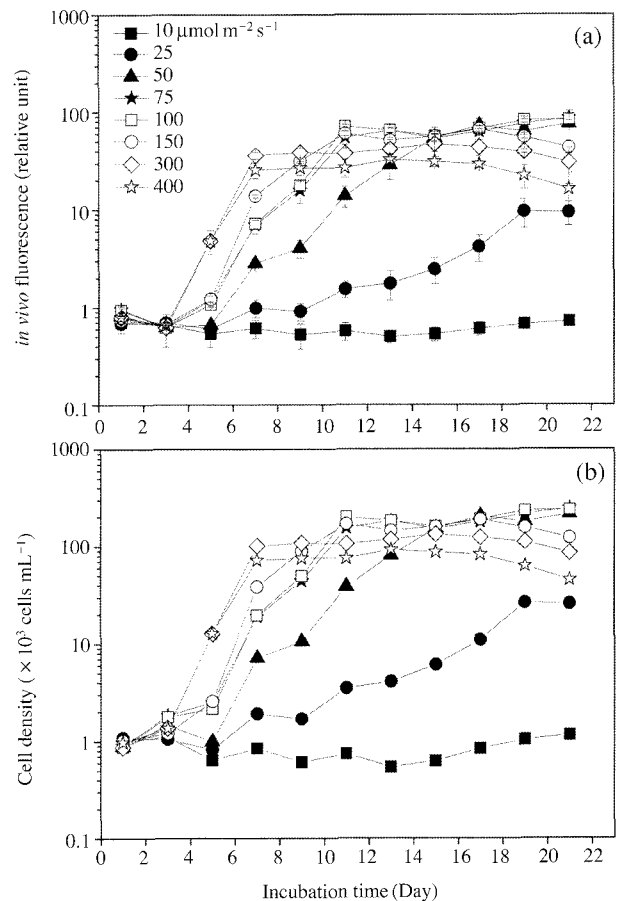 1000
(a)
10 μmol m⁻² s⁻¹
25
50
75
100
150
300
400
100
10
1
0.1
in vivo fluorescence (relative unit)
0 2 4 6 8 10 12 14 16 18 20 22
1000
(b)
100
10
1
0.1
Cell density (× 10³ cells mL⁻¹)
0 2 4 6 8 10 12 14 16 18 20 22
Incubation time (Day)